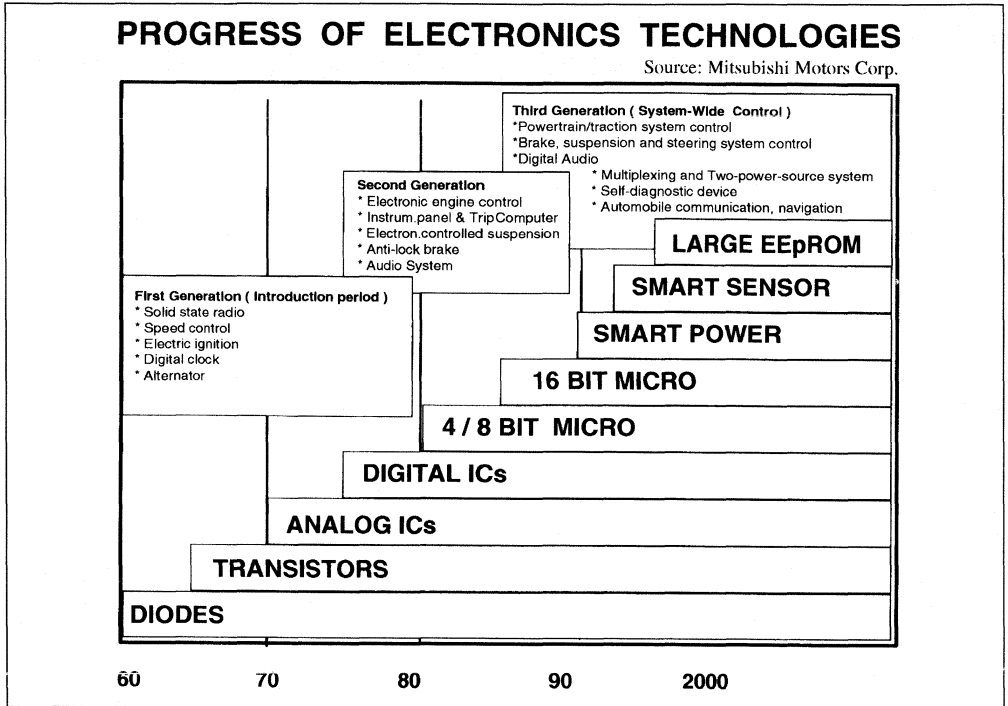 PROGRESS OF ELECTRONICS TECHNOLOGIES
Source: Mitsubishi Motors Corp.
Third Generation ( System-Wide Control )
*Powertrain/traction system control
*Brake, suspension and steering system control
*Digital Audio
* Multiplexing and Two-power-source system
* Self-diagnostic device
* Automobile communication, navigation
Second Generation
* Electronic engine control
* Instrum.panel & TripComputer
* Electron.controlled suspension
* Anti-lock brake
* Audio System
First Generation ( Introduction period )
* Solid state radio
* Speed control
* Electric ignition
* Digital clock
* Alternator
LARGE EEpROM
SMART SENSOR
SMART POWER
16 BIT MICRO
4 / 8 BIT MICRO
DIGITAL ICs
ANALOG ICs
TRANSISTORS
DIODES
60 70 80 90 2000